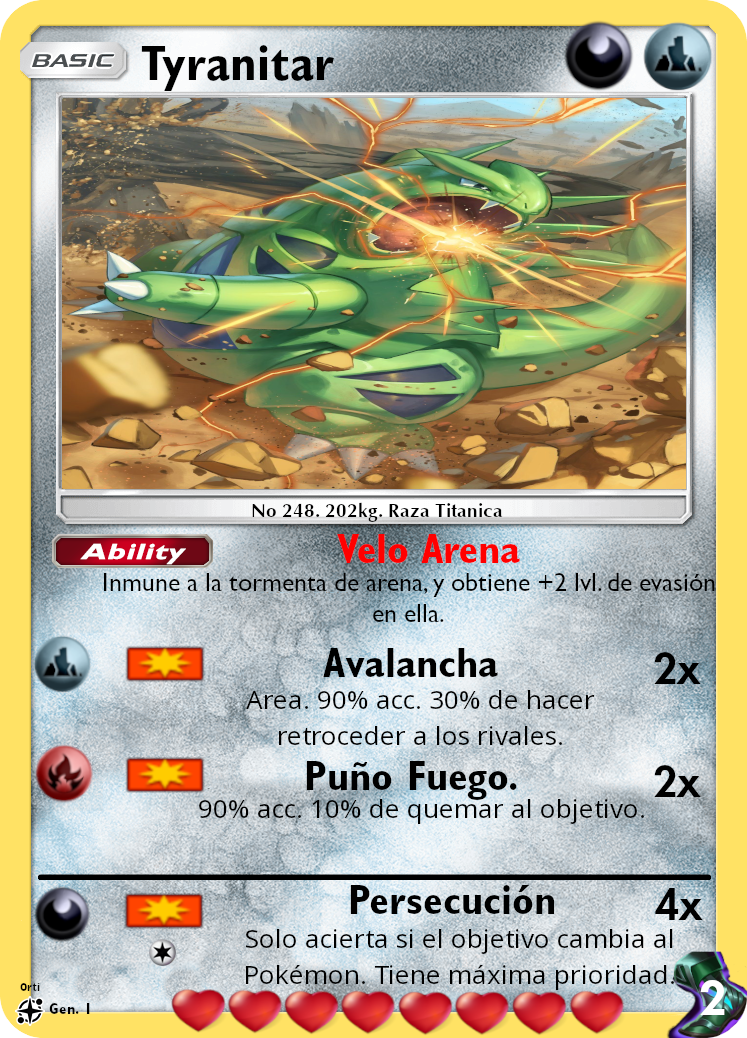 BASIC Tyranitar
No 248. 202kg. Raza Titanica
Ability Velo Arena
Inmune a la tormenta de arena, y obtiene +2 lvl. de evasión
en ella.
Avalancha 2x
Area. 90% acc. 30% de hacer
retroceder a los rivales.
Puño Fuego. 2x
90% acc. 10% de quemar al objetivo.
Persecución 4x
Solo acierta si el objetivo cambia al
Pokémon. Tiene máxima prioridad.
Orti
Gen. I
2